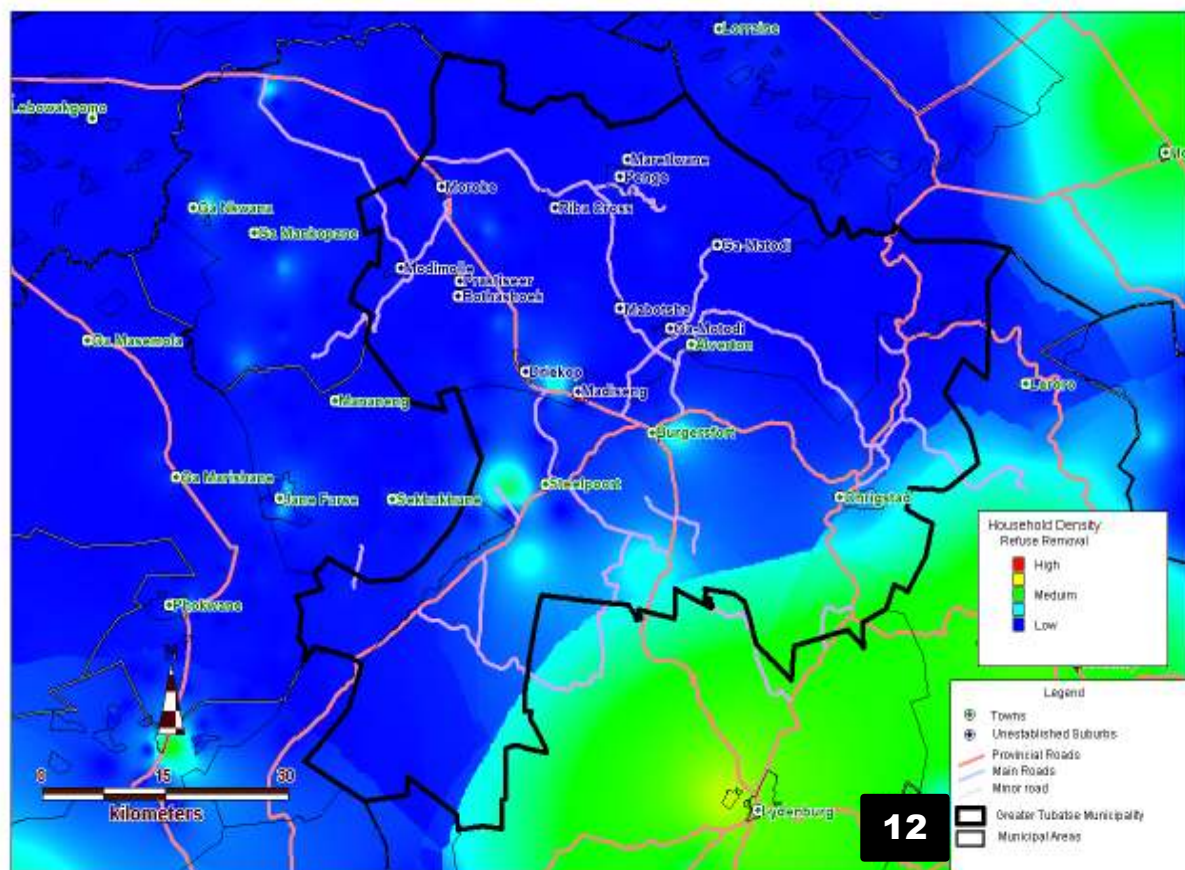 Lorraine
Lebowakgomo
Maretlwane
Penge
Moroke
Riba Cross
Ga Nkwana
Ga Mankopane
Ga-Matodi
Modimolle
Praktiseer
Bothashoek
Mabotsha
Ga-Motodi
Ga Masemola
Alverton
Driekop
Leroro
Madiseng
Mananeng
Burgersfort
Ga Marishane
Steelpoort
Jane Furse
Sekhukhune
Ohrigstad
Household Density
Refuse Removal
High
Meduim
Low
Phokwane
N
Legend
Towns
Unestablished Suburbs
Provincial Roads
Main Roads
Minor road
Greater Tubatse Municipality
Municipal Areas
0 15 30
kilometers
Lydenburg
12